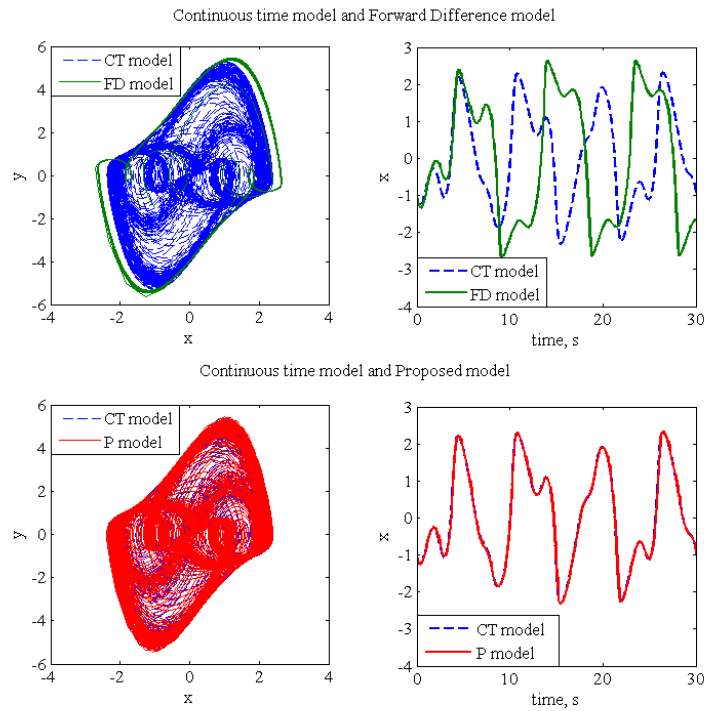 Continuous time model and Forward Difference model
6
4
2
0
-2
-4
-6
y
-4
-2
0
2
4
x
CT model
FD model
3
2
1
0
-1
-2
-3
-4
x
0
10
20
30
time, s
CT model
FD model
Continuous time model and Proposed model
6
4
2
0
-2
-4
-6
y
-4
-2
0
2
4
x
CT model
P model
3
2
1
0
-1
-2
-3
-4
x
0
10
20
30
time, s
CT model
P model